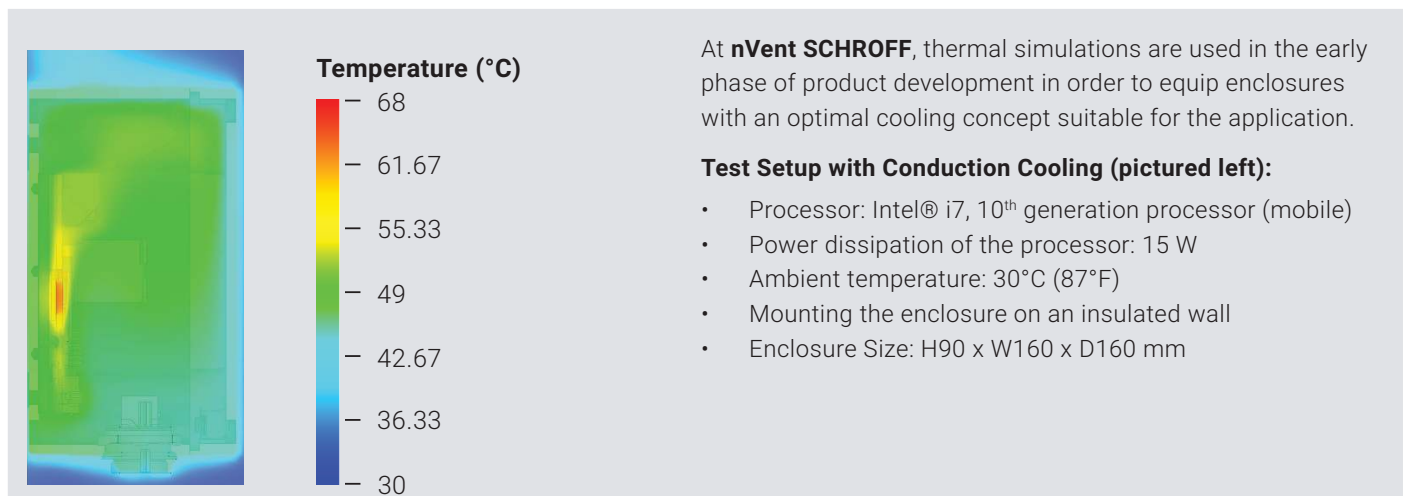 Temperature (°C)
68
61.67
55.33
49
42.67
36.33
30
At nVent SCHROFF, thermal simulations are used in the early
phase of product development in order to equip enclosures
with an optimal cooling concept suitable for the application.
Test Setup with Conduction Cooling (pictured left):
• Processor: Intel® i7, 10th generation processor (mobile)
• Power dissipation of the processor: 15 W
• Ambient temperature: 30°C (87°F)
• Mounting the enclosure on an insulated wall
• Enclosure Size: H90 x W160 x D160 mm